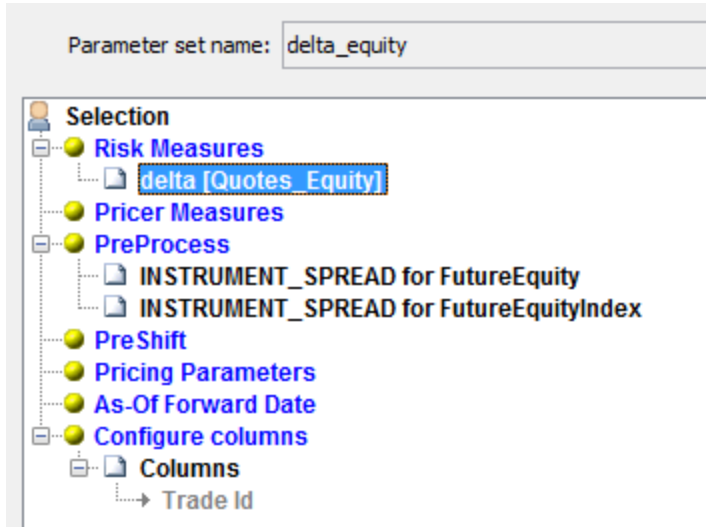 Parameter set name: delta_equity
Selection
Risk Measures
delta [Quotes_Equity]
Pricer Measures
PreProcess
INSTRUMENT_SPREAD for FutureEquity
INSTRUMENT_SPREAD for FutureEquityIndex
PreShift
Pricing Parameters
As-Of Forward Date
Configure columns
Columns
Trade Id